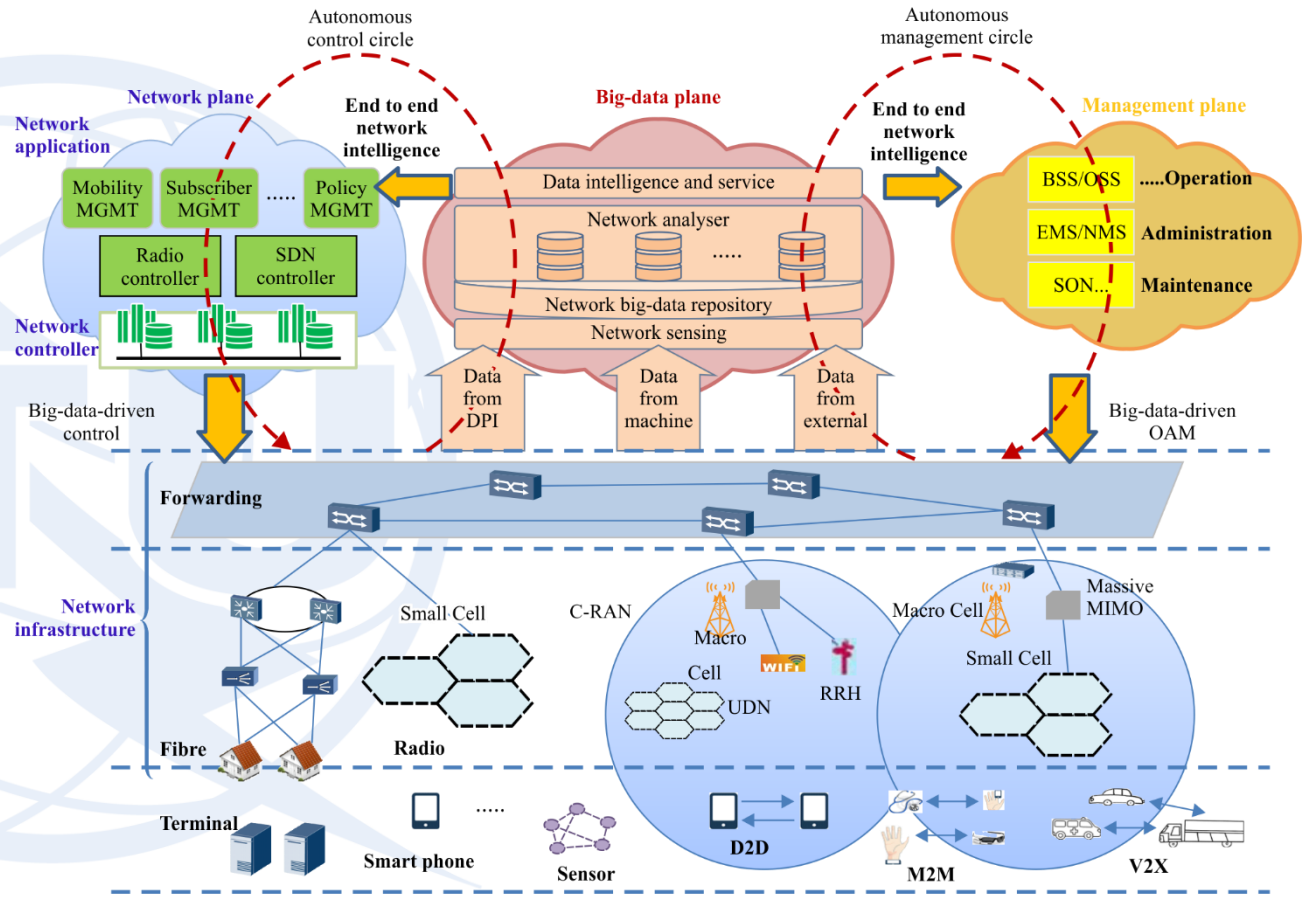 Autonomous
control circle
Autonomous
management circle
Network plane
Big-data plane
Management plane
Network
application
End to end
network
intelligence
End to end
network
intelligence
Mobility
MGMT
Subscriber
MGMT
.....
Policy
MGMT
Data intelligence and service
BSS/OSS
.....Operation
Network analyser
.....
EMS/NMS
Administration
Radio
controller
SDN
controller
SON...
Maintenance
Network big-data repository
Network
controller
Network sensing
Data
from
DPI
Data
from
machine
Data
from
external
Big-data-driven
control
Big-data-driven
OAM
Forwarding
Network
infrastructure
Small Cell
C-RAN
Macro
Macro Cell
Massive
MIMO
WIFI
Small Cell
Cell
UDN
RRH
Fibre
Radio
Terminal
.....
Smart phone
Sensor
D2D
M2M
V2X